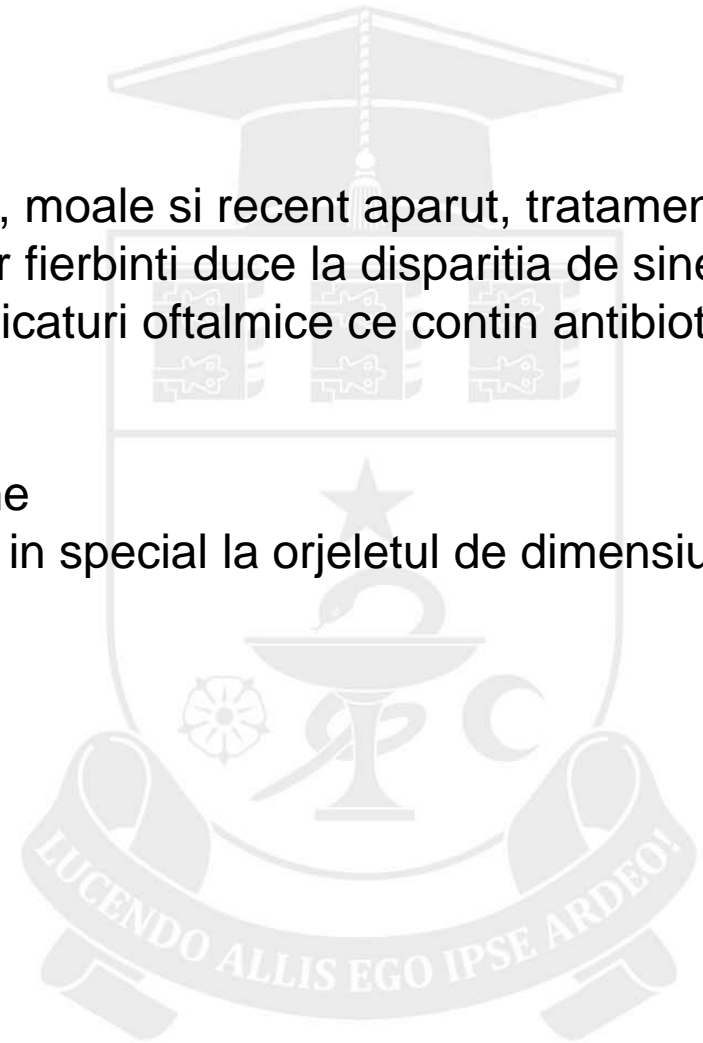 , moale si recent aparut, tratamen
r fierbinti duce la disparitia de sine
icaturi oftalmice ce contin antibiot
ne
in special la orjeletul de dimensiu
LUCENDO ALLIS EGO IPSE ARDEO!